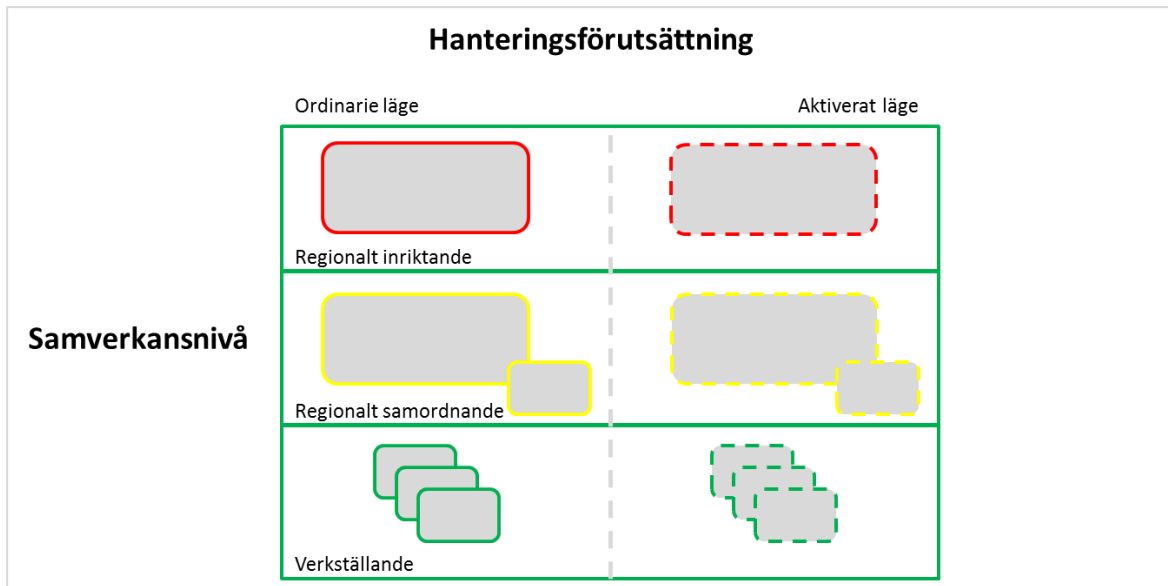 Hanteringsförutsättning
Ordinarie läge
Aktiverat läge
Regionalt inriktande
Samverkansnivå
Regionalt samordnande
Verkställande